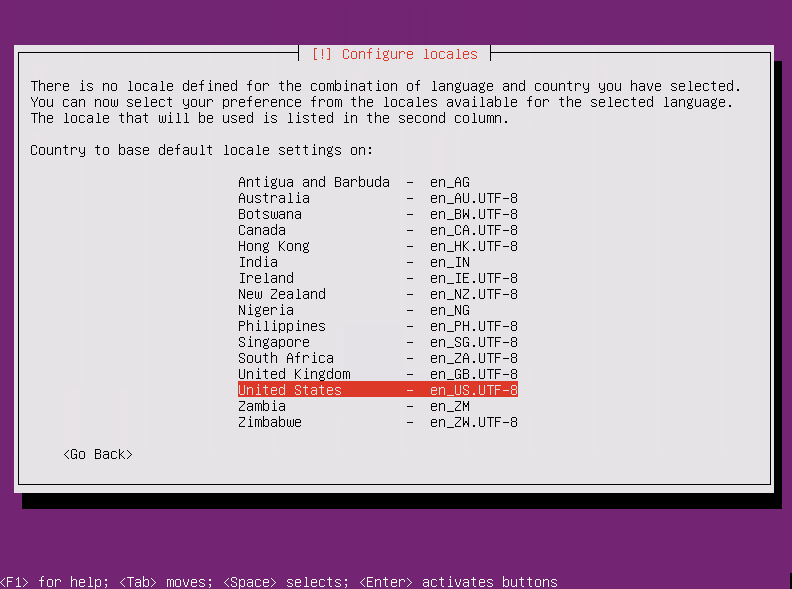 [!] Configure locales
There is no locale defined for the combination of language and country you have selected.
You can now select your preference from the locales available for the selected language.
The locale that will be used is listed in the second column.
Country to base default locale settings on:
Antigua and Barbuda - en_AG
Australia - en_AU.UTF-8
Botswana - en_BW.UTF-8
Canada - en_CA.UTF-8
Hong Kong - en_HK.UTF-8
India - en_IN
Ireland - en_IE.UTF-8
New Zealand - en_NZ.UTF-8
Nigeria - en_NG
Philippines - en_PH.UTF-8
Singapore - en_SG.UTF-8
South Africa - en_ZA.UTF-8
United Kingdom - en_GB.UTF-8
United States - en_US.UTF-8
Zambia - en_ZM
Zimbabwe - en_ZW.UTF-8
<Go Back>
<F1> for help; <Tab> moves; <Space> selects; <Enter> activates buttons